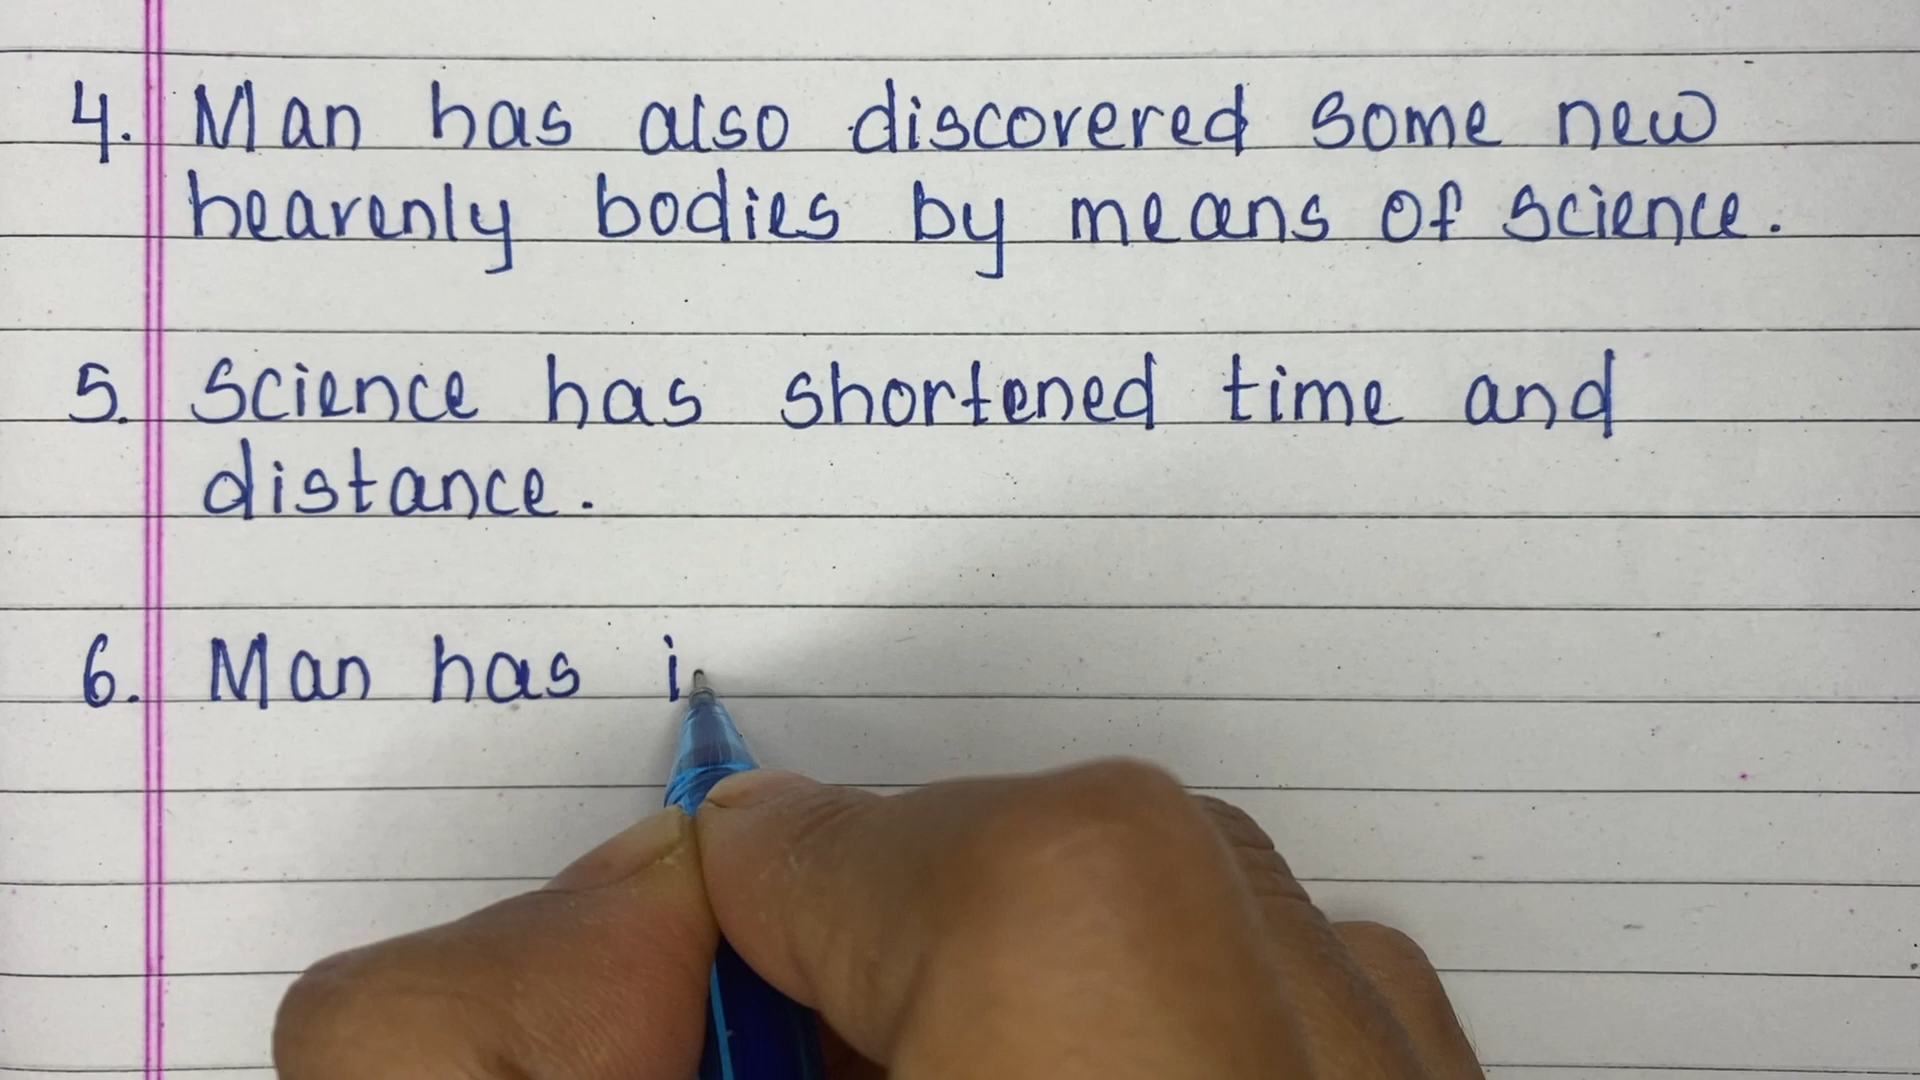 4. Man has also discovered some new
heavenly bodies by means of science.
5. Science has shortened time and
distance.
6. Man has i